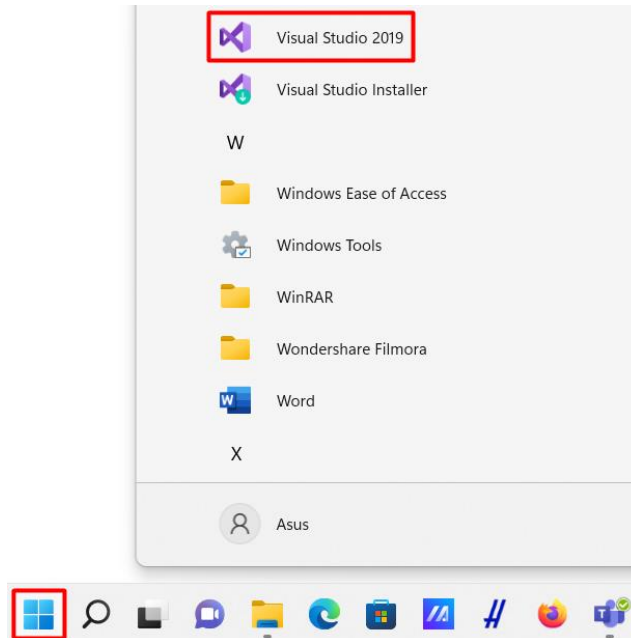 Visual Studio 2019
Visual Studio Installer
W
Windows Ease of Access
Windows Tools
WinRAR
Wondershare Filmora
Word
X
Asus